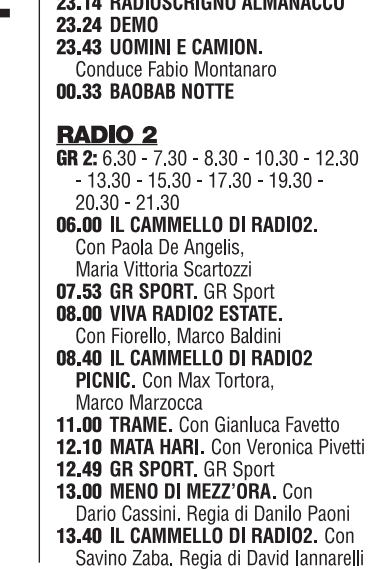 23.14 RADIOSCRIGNO ALMANACCO
23.24 DEMO
23.43 UOMINI E CAMION.
Conduce Fabio Montanaro
00.33 BAOBAB NOTTE
RADIO 2
GR 2: 6.30 - 7.30 - 8.30 - 10.30 - 12.30
- 13.30 - 15.30 - 17.30 - 19.30 -
20.30 - 21.30
06.00 IL CAMMELLO DI RADIO2.
Con Paola De Angelis,
Maria Vittoria Scartozzi
07.53 GR SPORT. GR Sport
08.00 VIVA RADIO2 ESTATE.
Con Fiorello, Marco Baldini
08.40 IL CAMMELLO DI RADIO2
PICNIC. Con Max Tortora,
Marco Marzocca
11.00 TRAME. Con Gianluca Favetto
12.10 MATA HARI. Con Veronica Pivetti
12.49 GR SPORT. GR Sport
13.00 MENO DI MEZZ'ORA. Con
Dario Cassini. Regia di Danilo Paoni
13.40 IL CAMMELLO DI RADIO2. Con
Savino Zaba. Regia di David Iannarelli